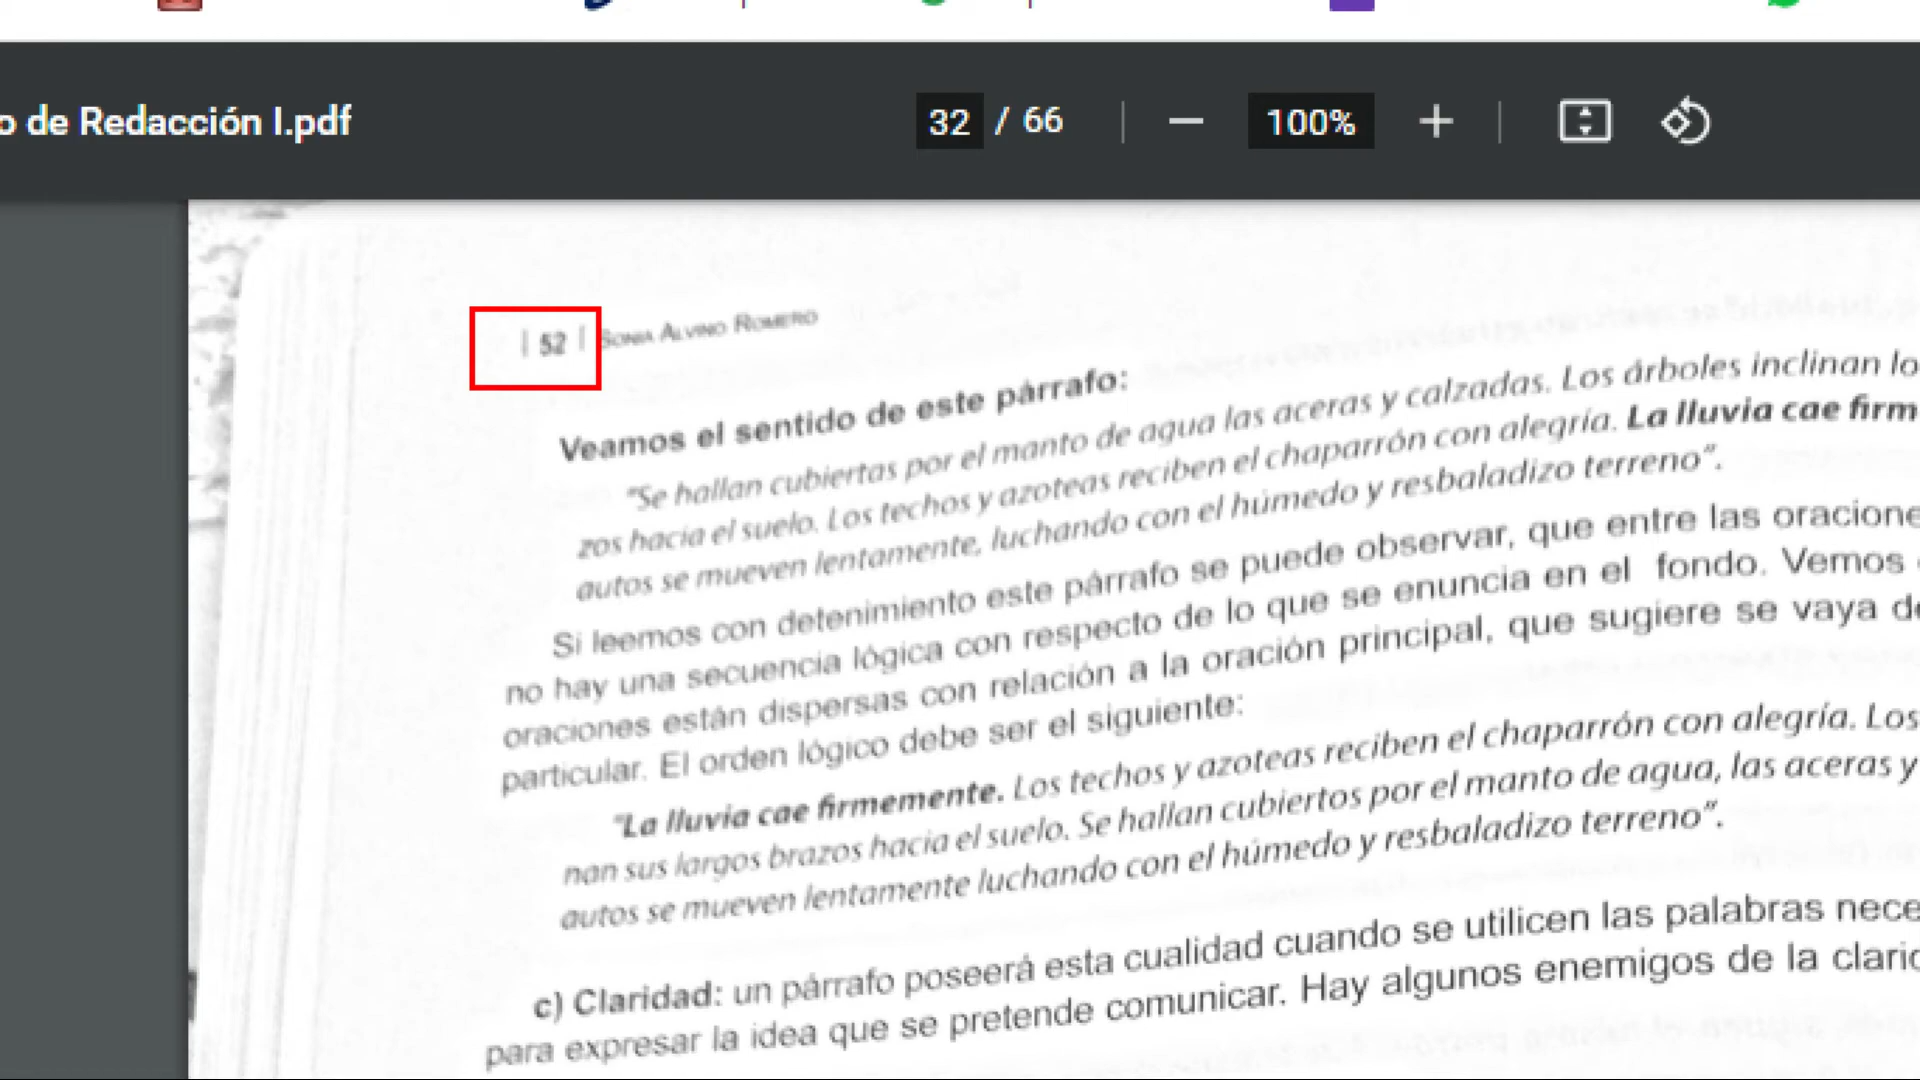 o de Redacción I.pdf
32 / 66
100%
| 52 | Sonia Alvino Romero
Veamos el sentido de este párrafo:
"Se hallan cubiertas por el manto de agua las aceras y calzadas. Los árboles inclinan lo
zos hacia el suelo. Los techos y azoteas reciben el chaparrón con alegría. La lluvia cae firm
autos se mueven lentamente, luchando con el húmedo y resbaladizo terreno".
Si leemos con detenimiento este párrafo se puede observar, que entre las oracione
no hay una secuencia lógica con respecto de lo que se enuncia en el fondo. Vemos
oraciones están dispersas con relación a la oración principal, que sugiere se vaya de
particular. El orden lógico debe ser el siguiente:
"La lluvia cae firmemente. Los techos y azoteas reciben el chaparrón con alegría. Los
nan sus largos brazos hacia el suelo. Se hallan cubiertos por el manto de agua, las aceras y
autos se mueven lentamente luchando con el húmedo y resbaladizo terreno".
c) Claridad: un párrafo poseerá esta cualidad cuando se utilicen las palabras nece
para expresar la idea que se pretende comunicar. Hay algunos enemigos de la clarid